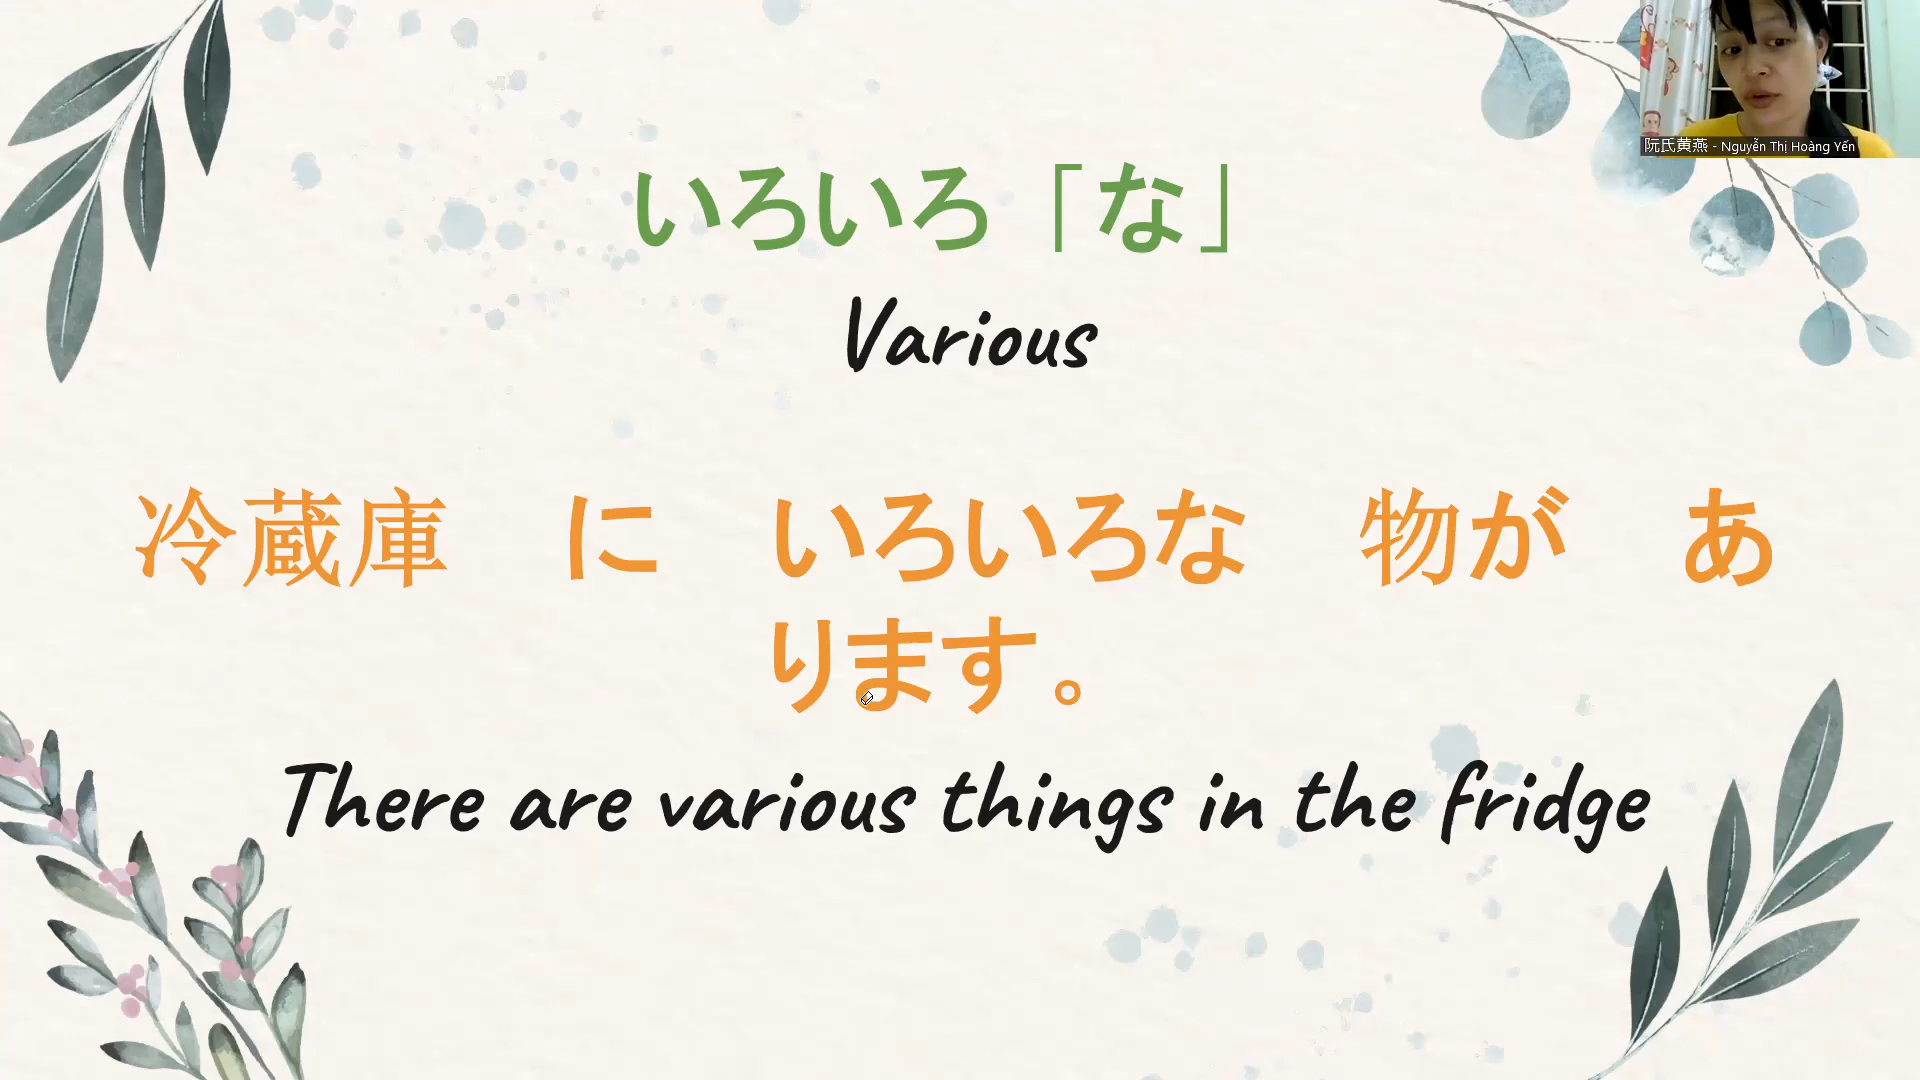 阮氏黄燕 - Nguyễn Thị Hoàng Yến
いろいろ「な」
Various
冷蔵庫　に　いろいろな　物が　あ
ります。
There are various things in the fridge